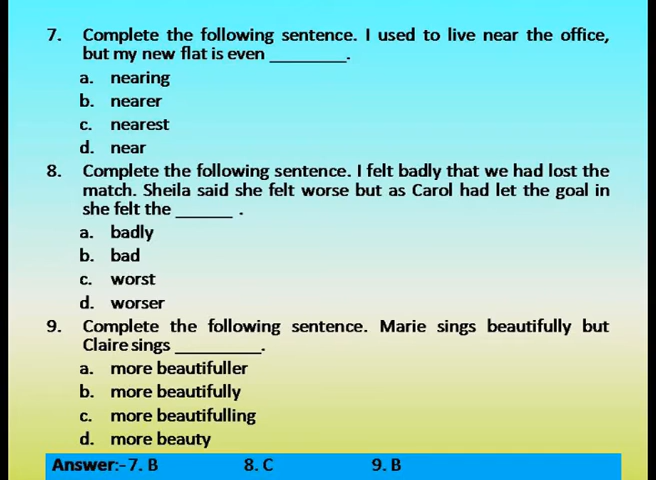 7. Complete the following sentence. I used to live near the office,
but my new flat is even ________.
a. nearing
b. nearer
c. nearest
d. near
8. Complete the following sentence. I felt badly that we had lost the
match. Sheila said she felt worse but as Carol had let the goal in
she felt the ______ .
a. badly
b. bad
c. worst
d. worser
9. Complete the following sentence. Marie sings beautifully but
Claire sings _________.
a. more beautifuller
b. more beautifully
c. more beautifulling
d. more beauty
Answer:- 7. B 8. C 9. B